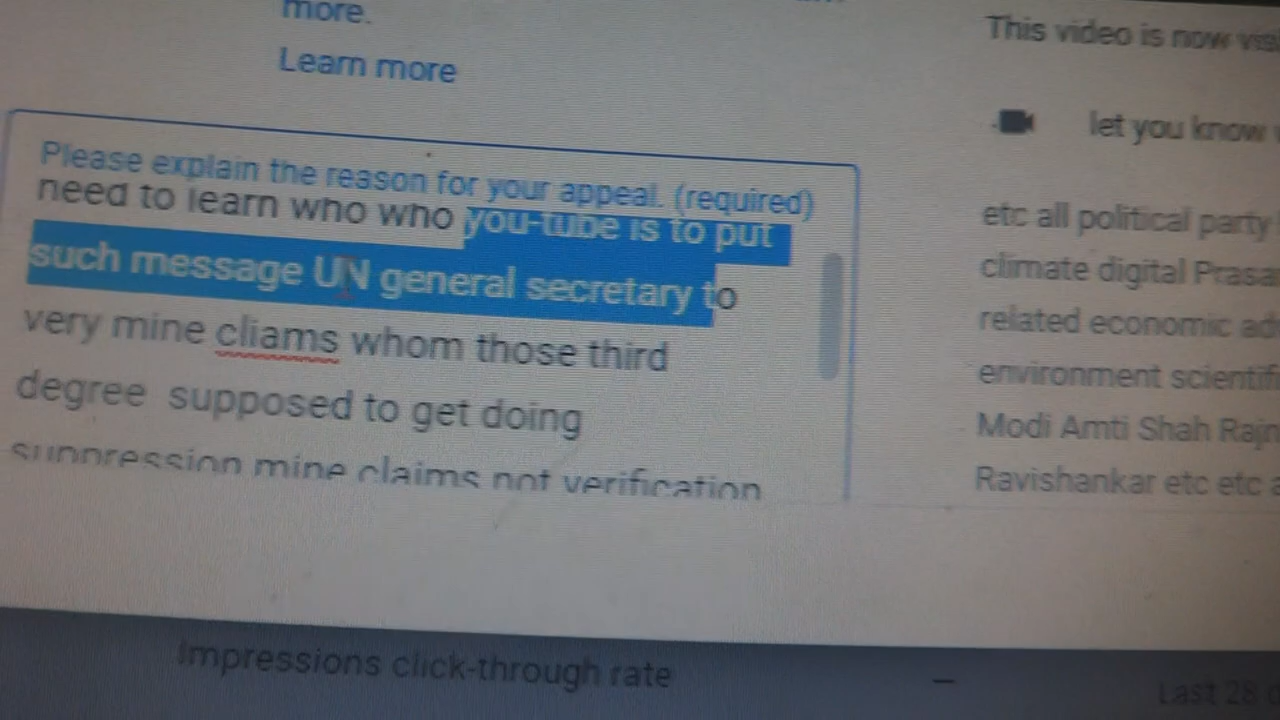 more.
Learn more
Please explain the reason for your appeal. (required)
need to learn who who you-tube is to put
such message UN general secretary to
very mine cliams whom those third
degree supposed to get doing
suppression mine claims not verification
This video is now
let you know
etc all political party
climate digital
related economic
environment
Modi Amti Shah
Ravishankar etc etc
Impressions click-through rate
—
Last 28